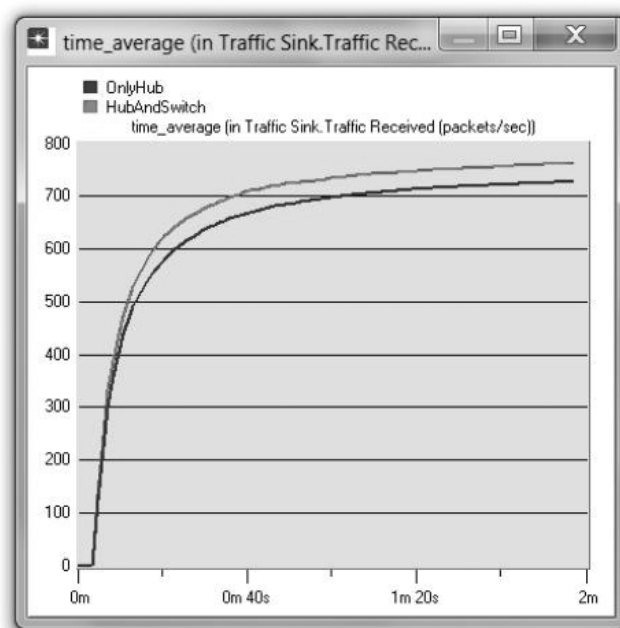 time_average (in Traffic Sink.Traffic Rec...
OnlyHub
HubAndSwitch
time_average (in Traffic Sink.Traffic Received (packets/sec))
800
700
600
500
400
300
200
100
0
0m
0m 40s
1m 20s
2m